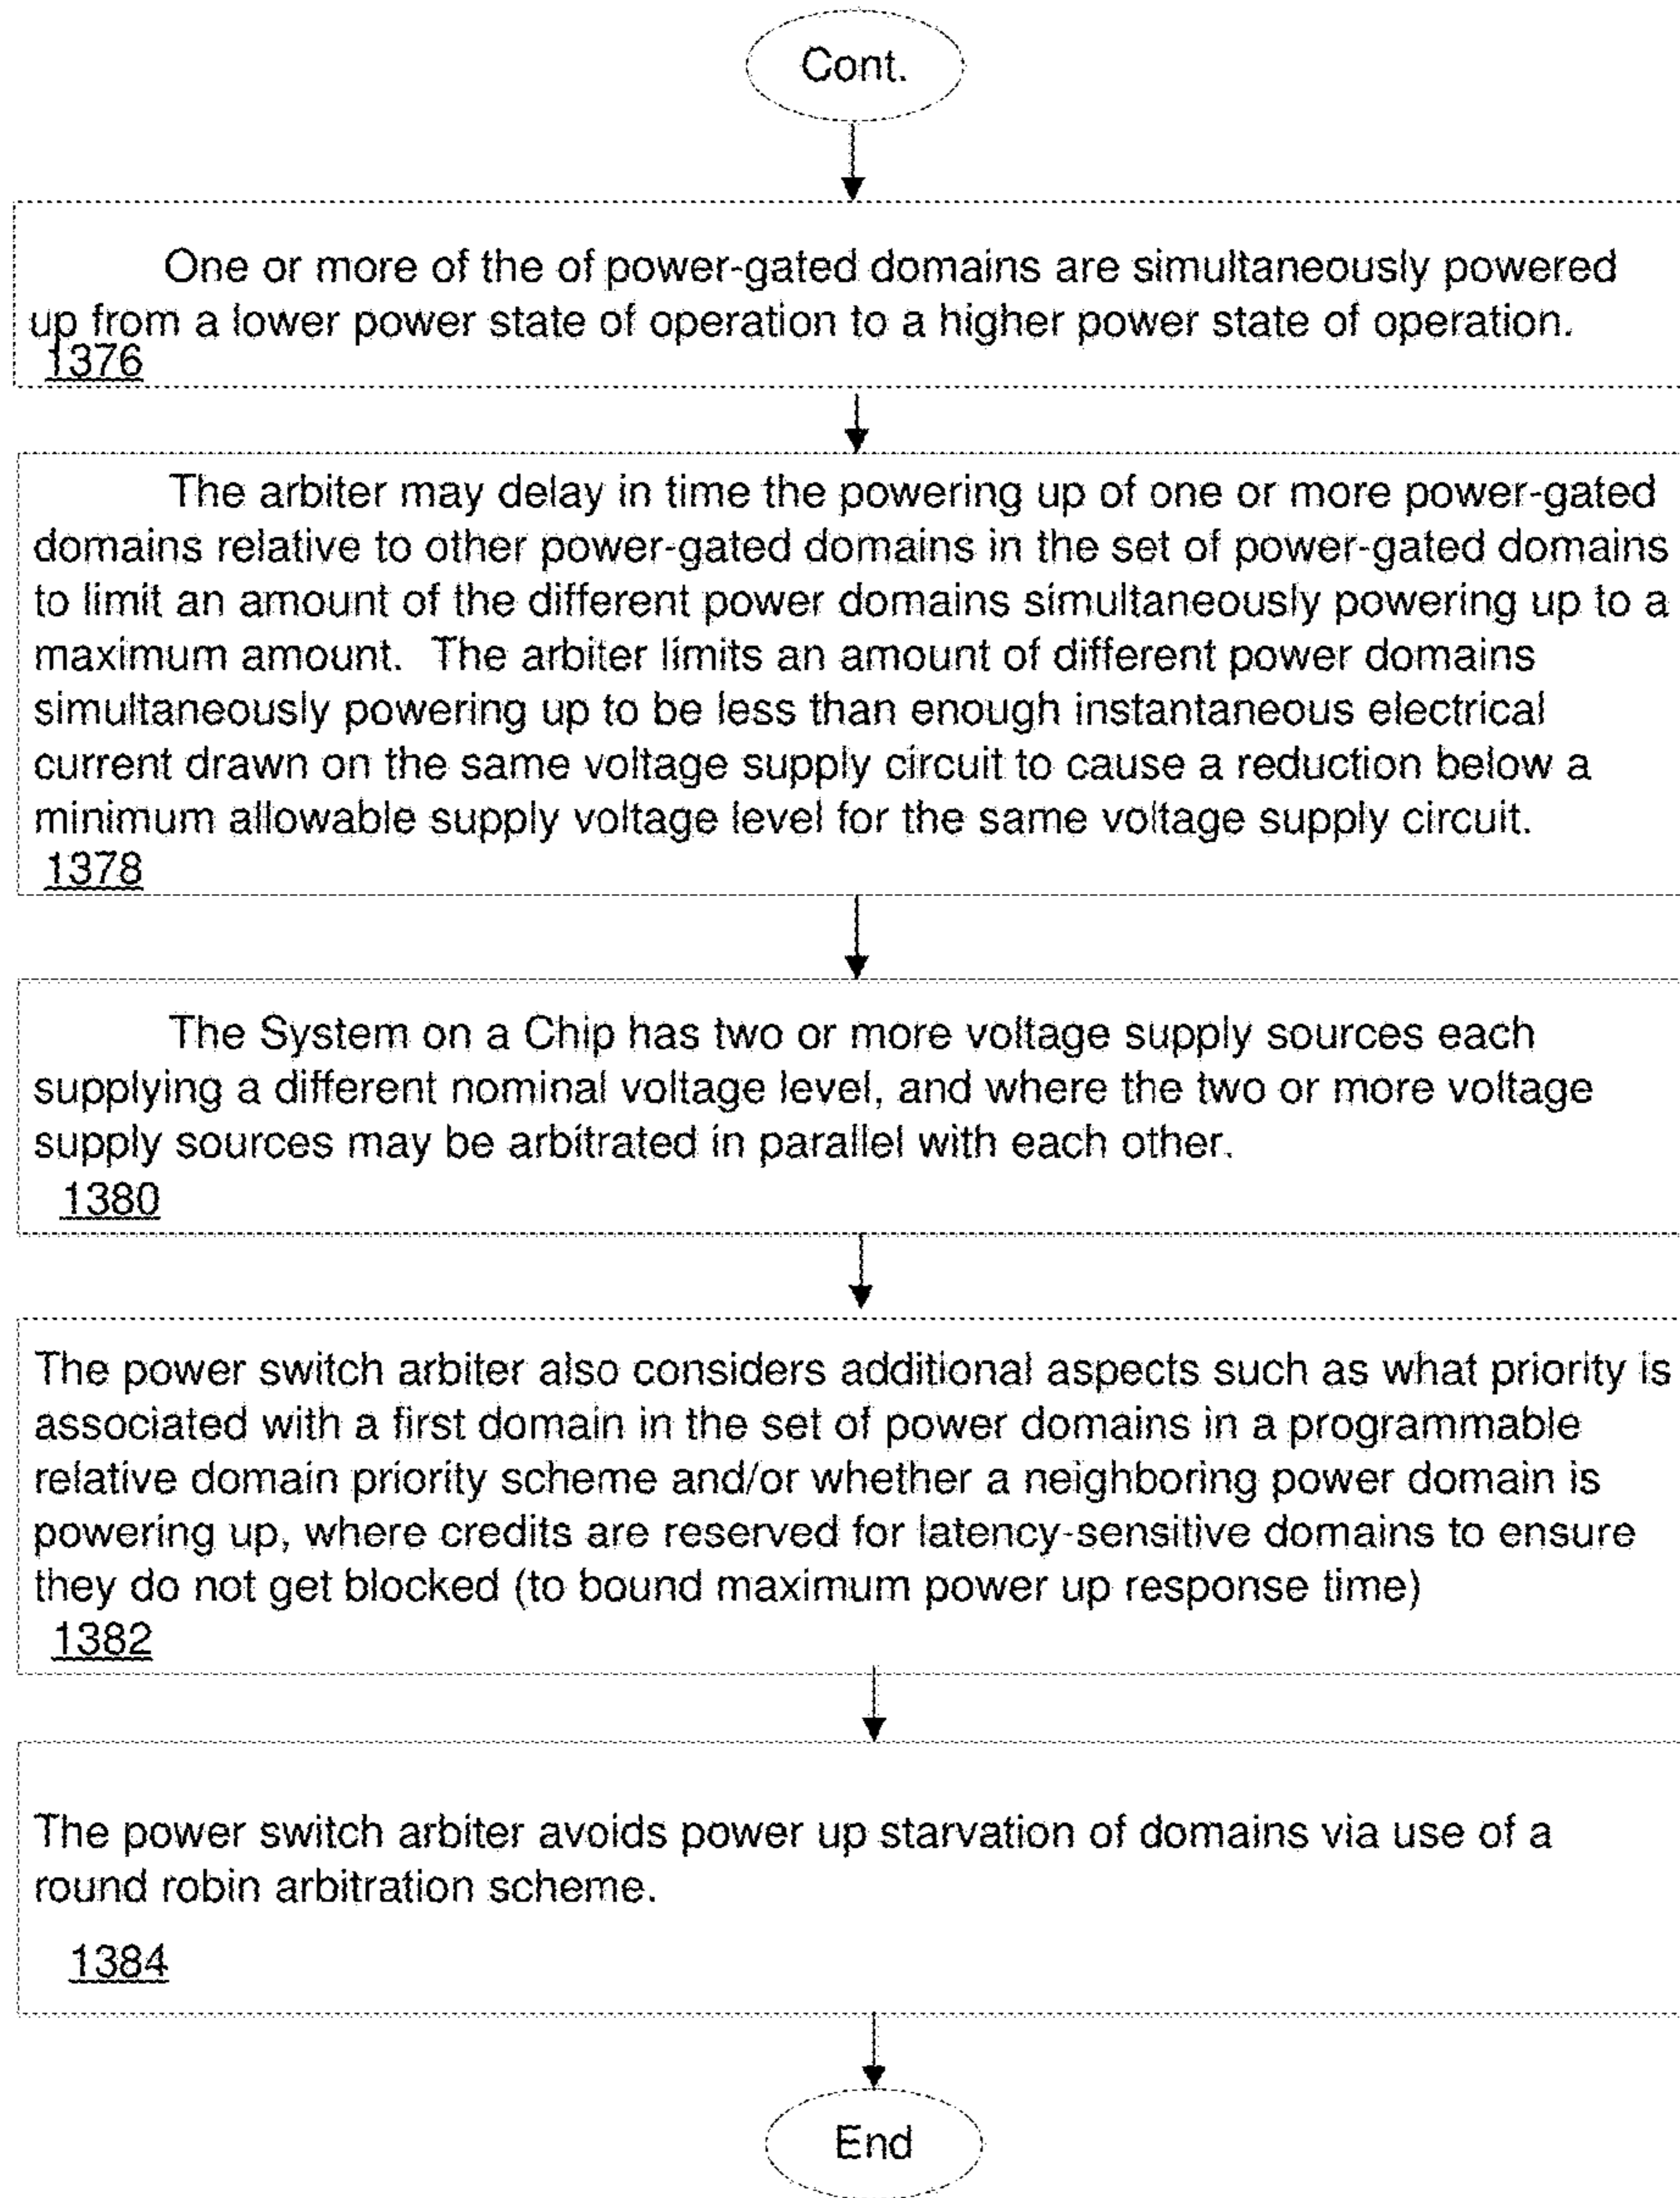 Cont.
One or more of the of power-gated domains are simultaneously powered
up from a lower power state of operation to a higher power state of operation.
1376
The arbiter may delay in time the powering up of one or more power-gated
domains relative to other power-gated domains in the set of power-gated domains
to limit an amount of the different power domains simultaneously powering up to a
maximum amount.  The arbiter limits an amount of different power domains
simultaneously powering up to be less than enough instantaneous electrical
current drawn on the same voltage supply circuit to cause a reduction below a
minimum allowable supply voltage level for the same voltage supply circuit.
1378
The System on a Chip has two or more voltage supply sources each
supplying a different nominal voltage level, and where the two or more voltage
supply sources may be arbitrated in parallel with each other.
1380
The power switch arbiter also considers additional aspects such as what priority is
associated with a first domain in the set of power domains in a programmable
relative domain priority scheme and/or whether a neighboring power domain is
powering up, where credits are reserved for latency-sensitive domains to ensure
they do not get blocked (to bound maximum power up response time)
1382
The power switch arbiter avoids power up starvation of domains via use of a
round robin arbitration scheme.
1384
End